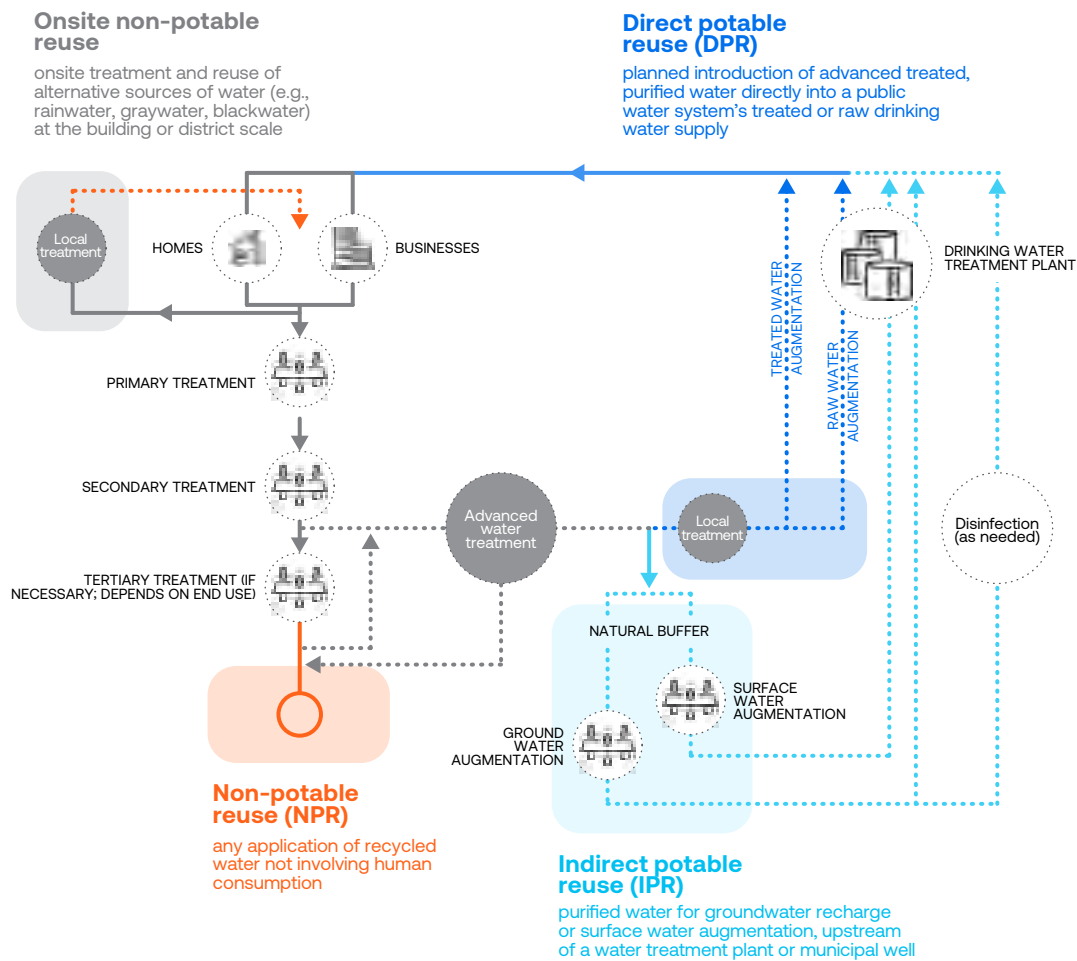 Onsite non-potable
reuse
onsite treatment and reuse of
alternative sources of water (e.g.,
rainwater, graywater, blackwater)
at the building or district scale
Direct potable
reuse (DPR)
planned introduction of advanced treated,
purified water directly into a public
water system's treated or raw drinking
water supply
Local
treatment
HOMES
BUSINESSES
DRINKING WATER
TREATMENT PLANT
TREATED WATER
AUGMENTATION
RAW WATER
AUGMENTATION
PRIMARY TREATMENT
SECONDARY TREATMENT
Advanced
water
treatment
Local
treatment
Disinfection
(as needed)
TERTIARY TREATMENT (IF
NECESSARY; DEPENDS ON END USE)
NATURAL BUFFER
SURFACE
WATER
AUGMENTATION
GROUND
WATER
AUGMENTATION
Non-potable
reuse (NPR)
any application of recycled
water not involving human
consumption
Indirect potable
reuse (IPR)
purified water for groundwater recharge
or surface water augmentation, upstream
of a water treatment plant or municipal well